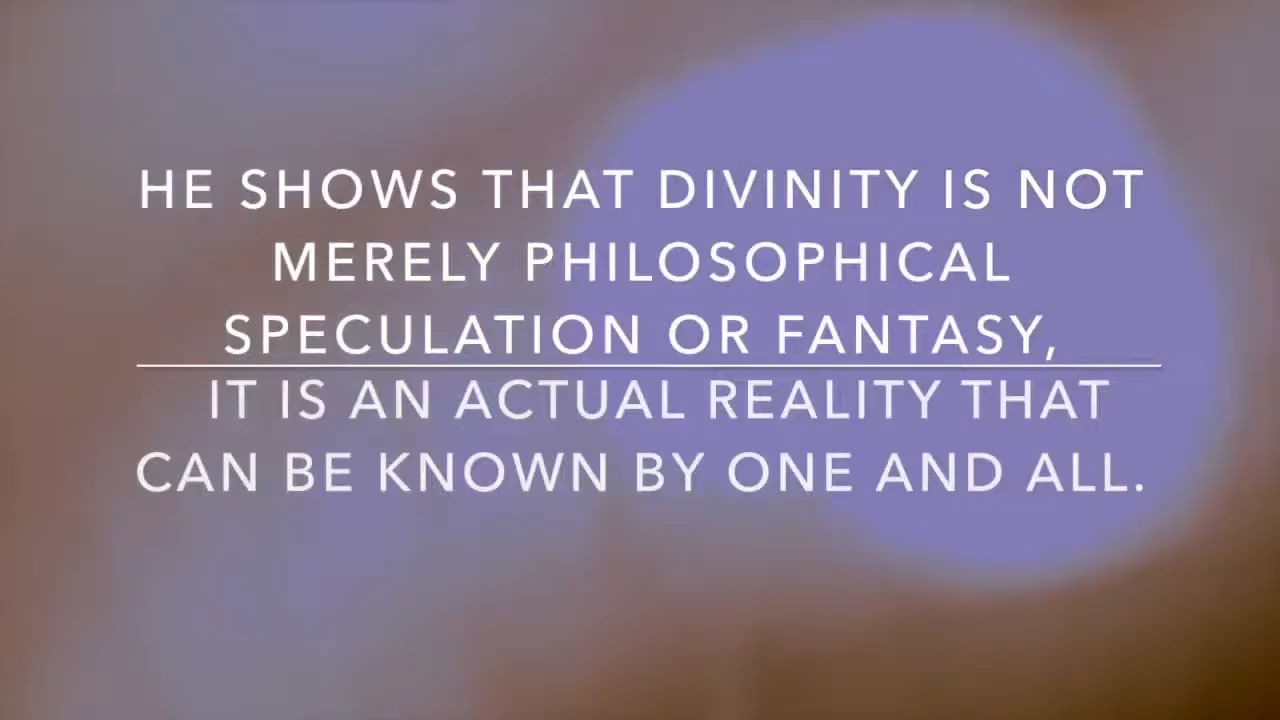 HE SHOWS THAT DIVINITY IS NOT
MERELY PHILOSOPHICAL
SPECULATION OR FANTASY,
IT IS AN ACTUAL REALITY THAT
CAN BE KNOWN BY ONE AND ALL.